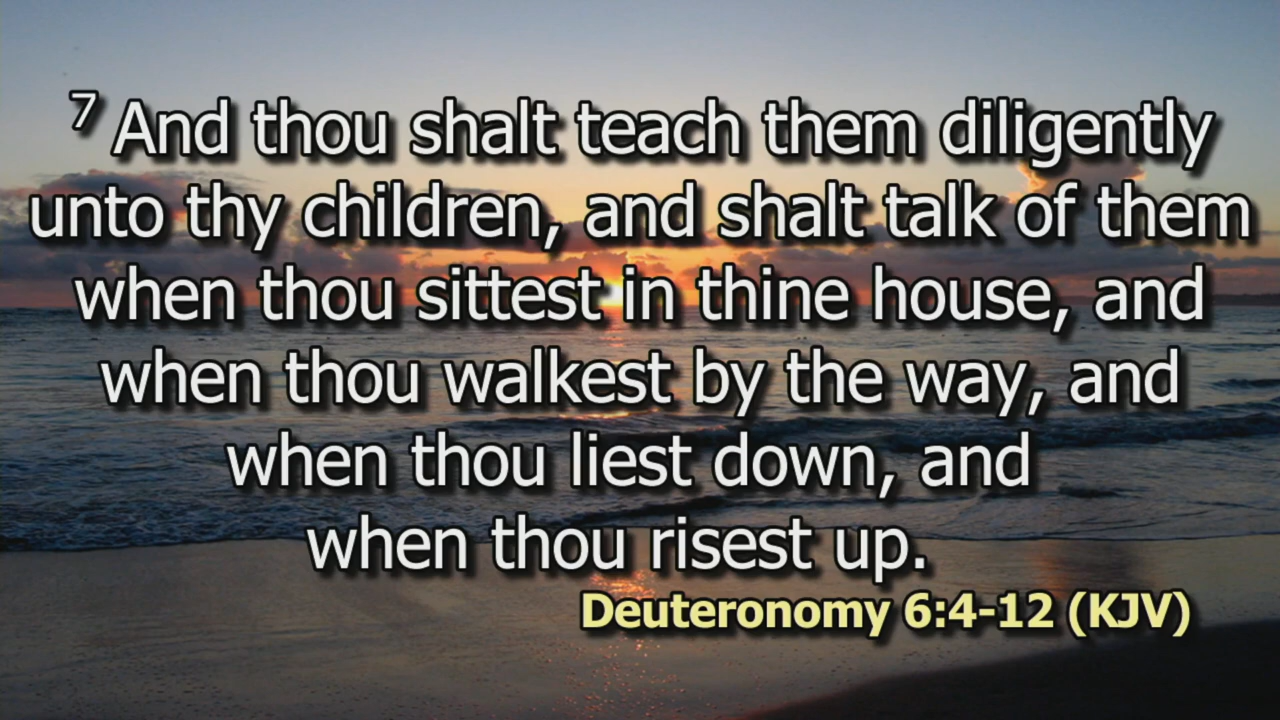 7 And thou shalt teach them diligently
unto thy children, and shalt talk of them
when thou sittest in thine house, and
when thou walkest by the way, and
when thou liest down, and
when thou risest up.
Deuteronomy 6:4-12 (KJV)